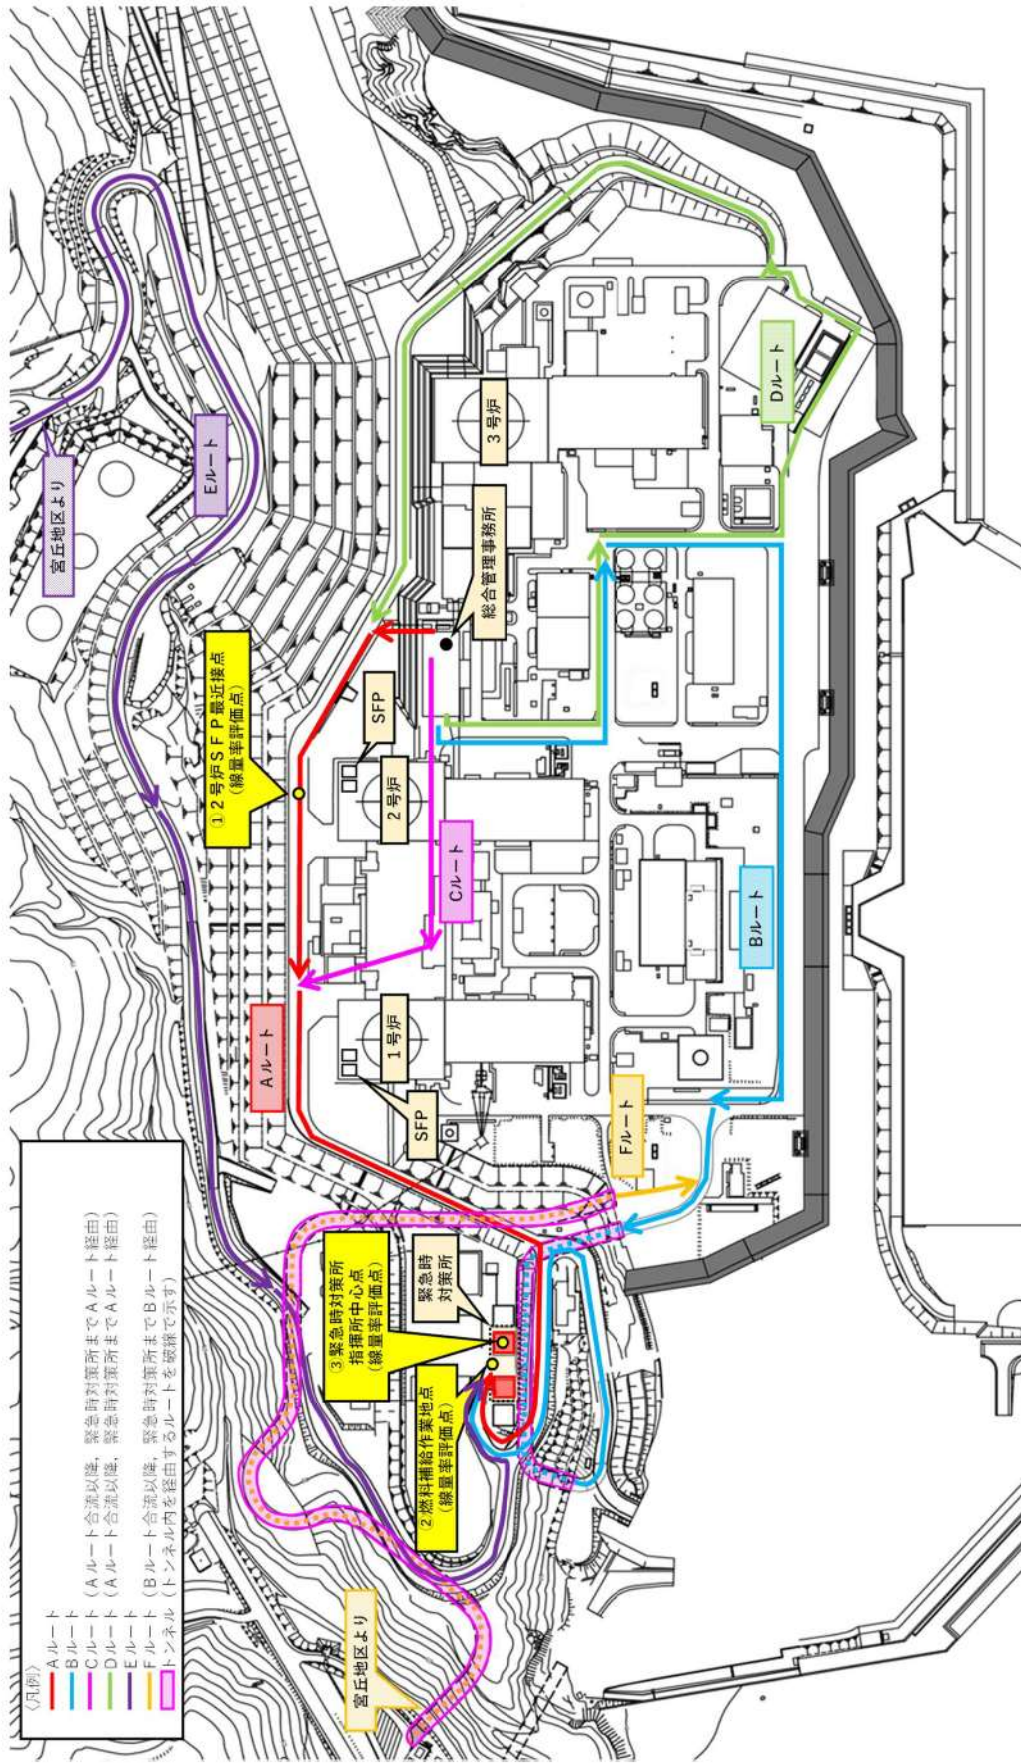 〈凡例〉
Aルート
Bルート
Cルート（Aルート合流以降，緊急時対策所までAルート経由）
Dルート（Aルート合流以降，緊急時対策所までAルート経由）
Eルート
Fルート（Bルート合流以降，緊急時対策所までBルート経由）
トンネル（トンネル内を経由するルートを破線で示す）
宮丘地区より
Eルート
①2号炉SFP最近接点
（線量率評価点）
Aルート
SFP
2号炉
SFP
1号炉
Cルート
総合管理事務所
3号炉
Dルート
Bルート
Fルート
③緊急時対策所
指揮所中心点
（線量率評価点）
緊急時
対策所
②燃料補給作業地点
（線量率評価点）
宮丘地区より